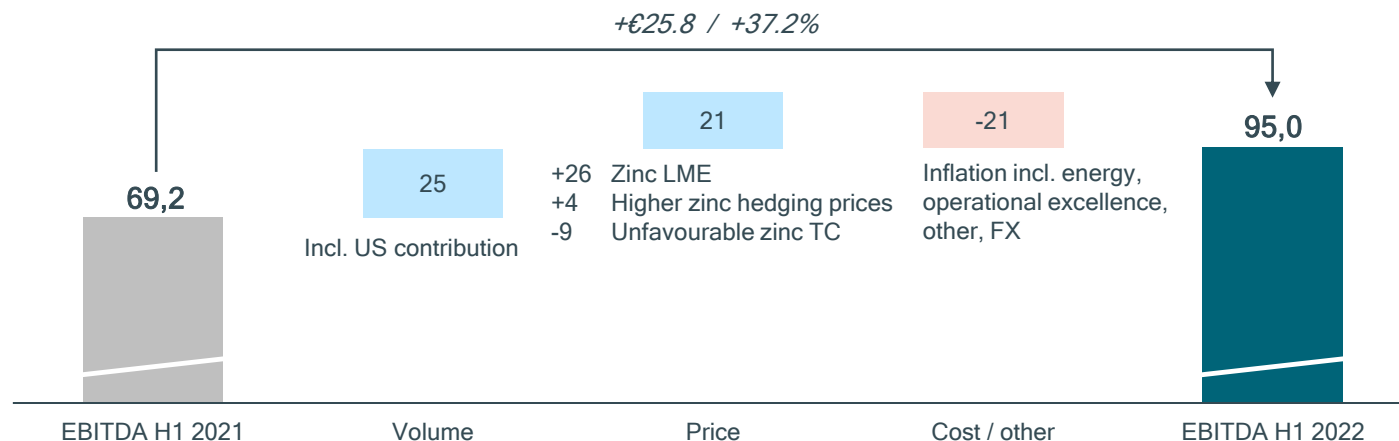 +€25.8 / +37.2%
69,2
25
Incl. US contribution
21
+26 Zinc LME
+4 Higher zinc hedging prices
-9 Unfavourable zinc TC
-21
Inflation incl. energy,
operational excellence,
other, FX
95,0
EBITDA H1 2021
Volume
Price
Cost / other
EBITDA H1 2022